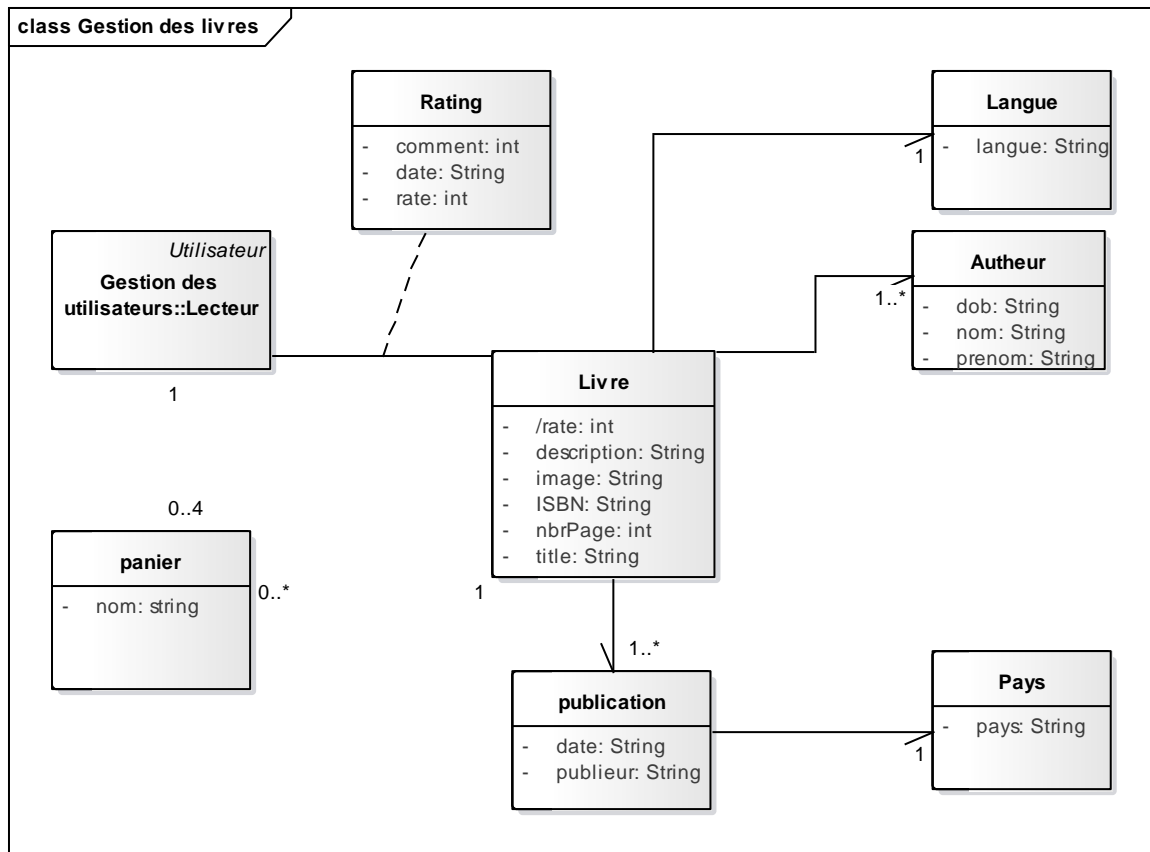 class Gestion des livres
Rating
- comment: int
- date: String
- rate: int
Langue
- langue: String
1
Utilisateur
Gestion des
utilisateurs::Lecteur
1
Autheur
- dob: String
- nom: String
- prenom: String
1..*
Livre
- /rate: int
- description: String
- image: String
- ISBN: String
- nbrPage: int
- title: String
0..4
panier
- nom: string
0..*
1
1..*
publication
- date: String
- publieur: String
Pays
- pays: String
1